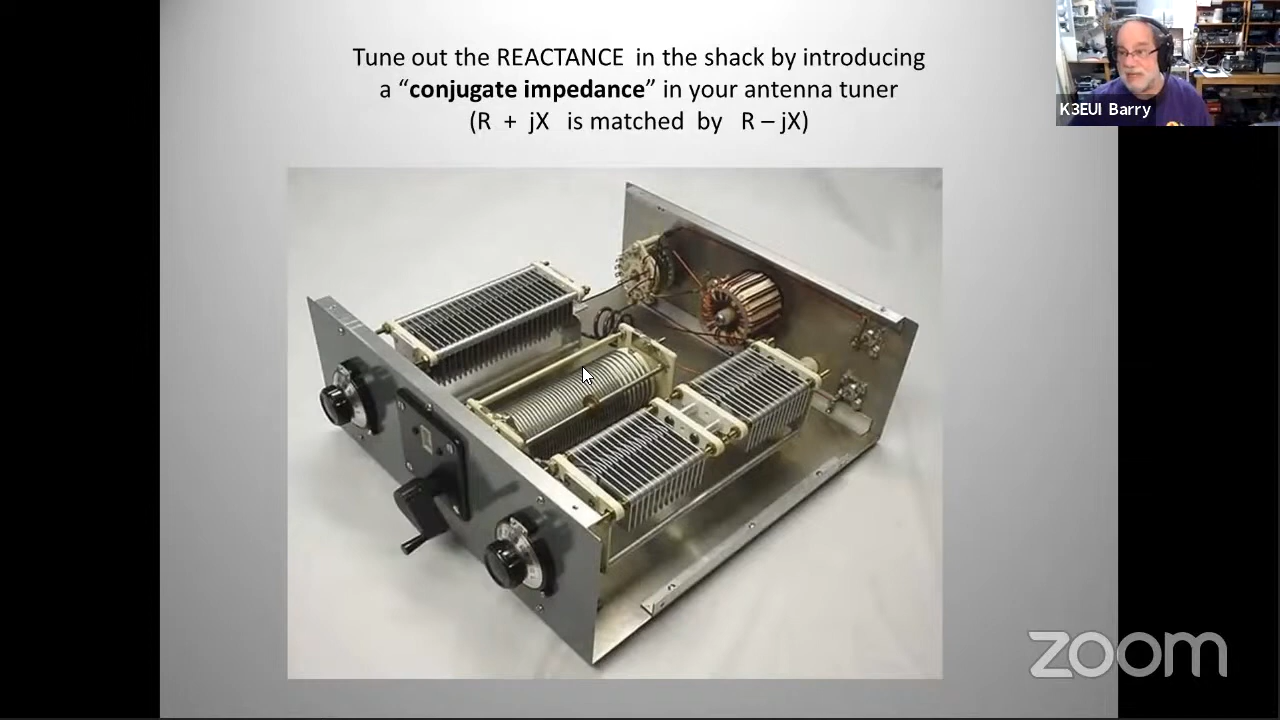 Tune out the REACTANCE in the shack by introducing
a “conjugate impedance” in your antenna tuner
(R + jX is matched by R – jX)
K3EUI Barry
zoom